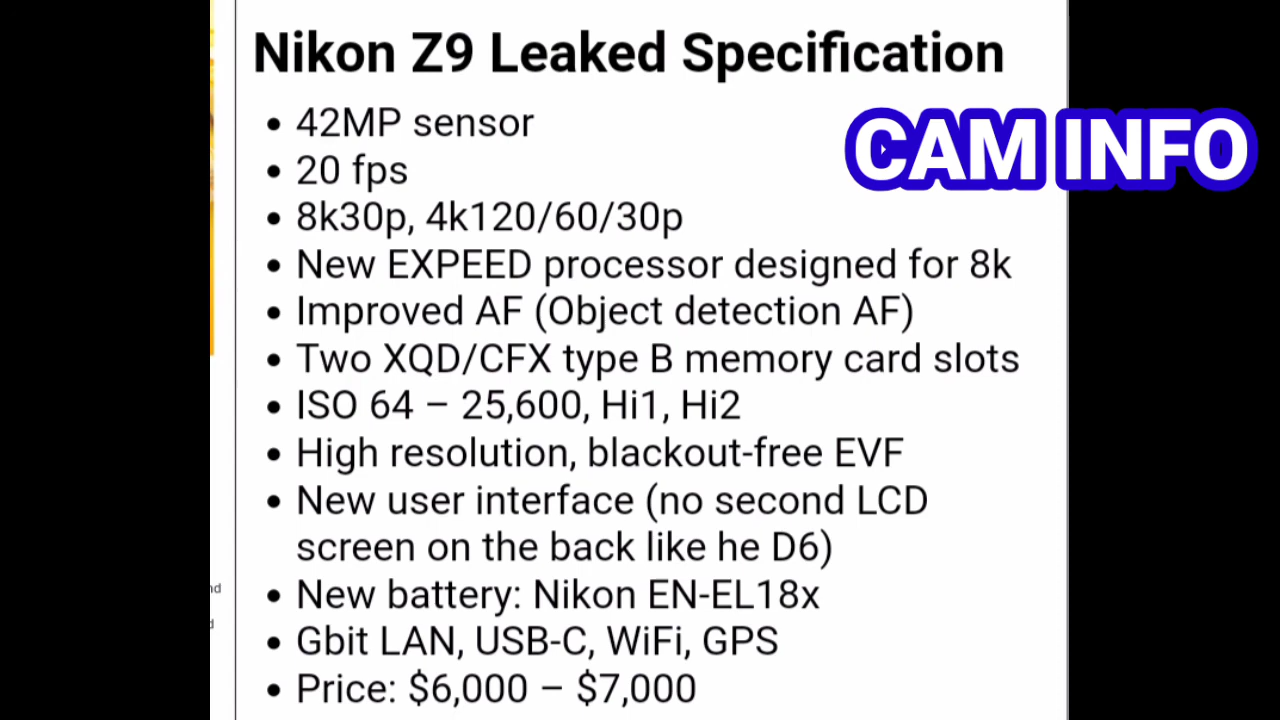 Nikon Z9 Leaked Specification
• 42MP sensor
CAM INFO
• 20 fps
• 8k30p, 4k120/60/30p
• New EXPEED processor designed for 8k
• Improved AF (Object detection AF)
• Two XQD/CFX type B memory card slots
• ISO 64 – 25,600, Hi1, Hi2
• High resolution, blackout-free EVF
• New user interface (no second LCD
screen on the back like he D6)
• New battery: Nikon EN-EL18x
• Gbit LAN, USB-C, WiFi, GPS
• Price: $6,000 – $7,000